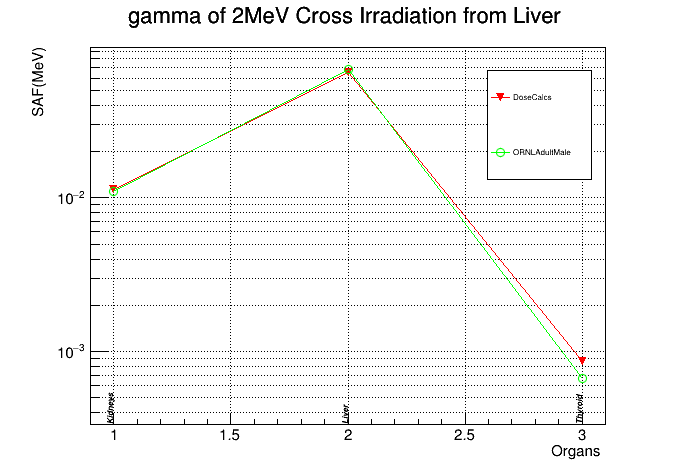 gamma of 2MeV Cross Irradiation from Liver
SAF(MeV)
DoseCalcs
ORNLAdultMale
10−2
10−3
Kidneys
Liver
Thyroid
1
1.5
2
2.5
3
Organs